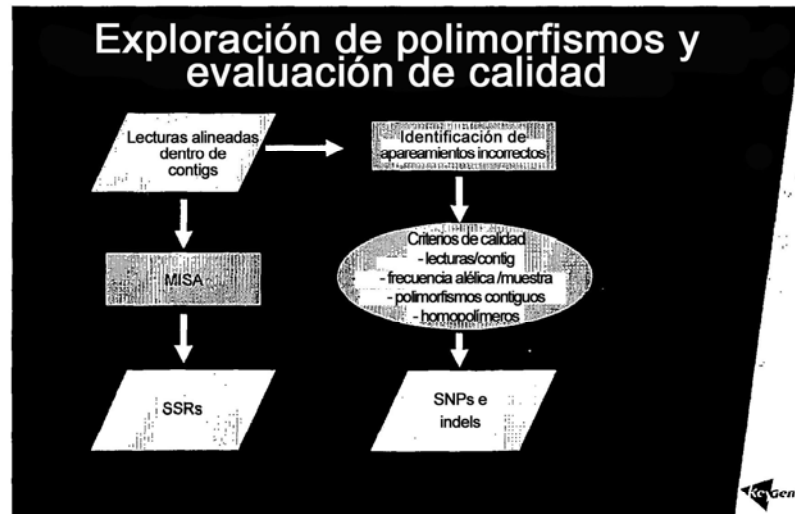 Exploración de polimorfismos y
evaluación de calidad
Lecturas alineadas
dentro de
contigs
Identificación de
apareamientos incorrectos
MISA
Criterios de calidad
- lecturas/contig
- frecuencia alélica /muestra
- polimorfismos contiguos
- homopolímeros
SSRs
SNPs e
indels
KeyGene